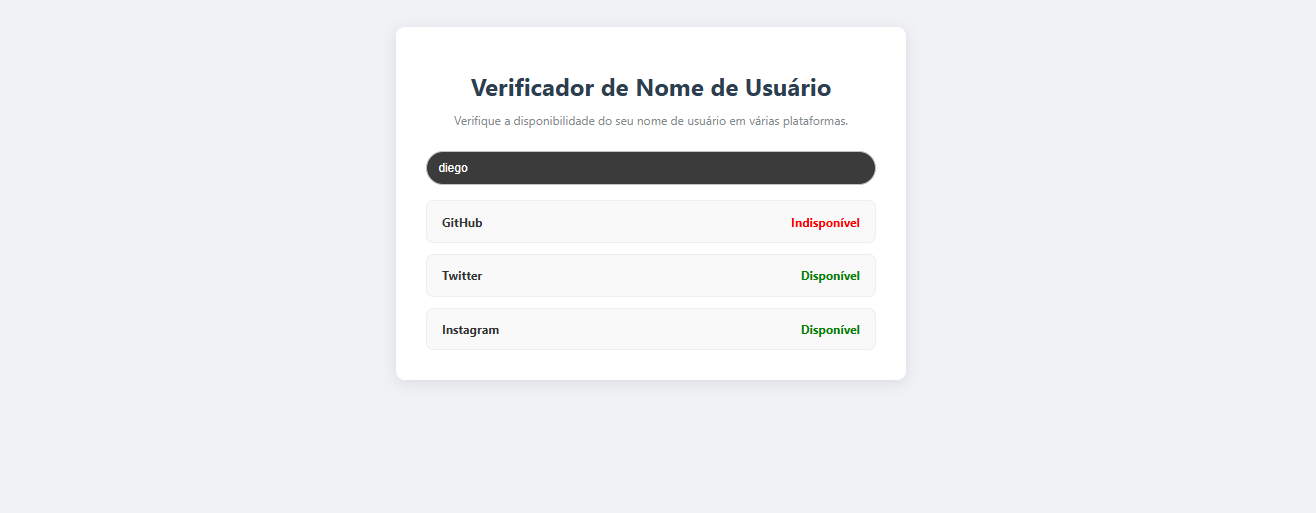 Verificador de Nome de Usuário
Verifique a disponibilidade do seu nome de usuário em várias plataformas.
diego
GitHub Indisponível
Twitter Disponível
Instagram Disponível